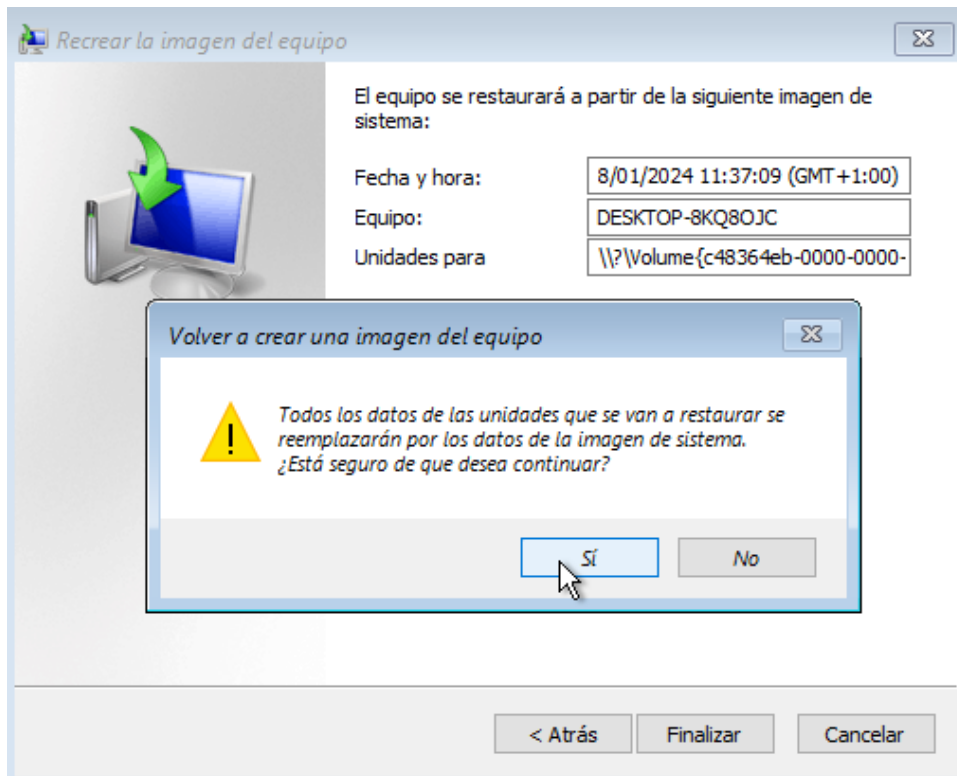 Recrear la imagen del equipo
El equipo se restaurará a partir de la siguiente imagen de
sistema:
Fecha y hora: 8/01/2024 11:37:09 (GMT+1:00)
Equipo: DESKTOP-8KQ8OJC
Unidades para \\?\Volume{c48364eb-0000-0000-
Volver a crear una imagen del equipo
Todos los datos de las unidades que se van a restaurar se
reemplazarán por los datos de la imagen de sistema.
¿Está seguro de que desea continuar?
Sí No
< Atrás Finalizar Cancelar